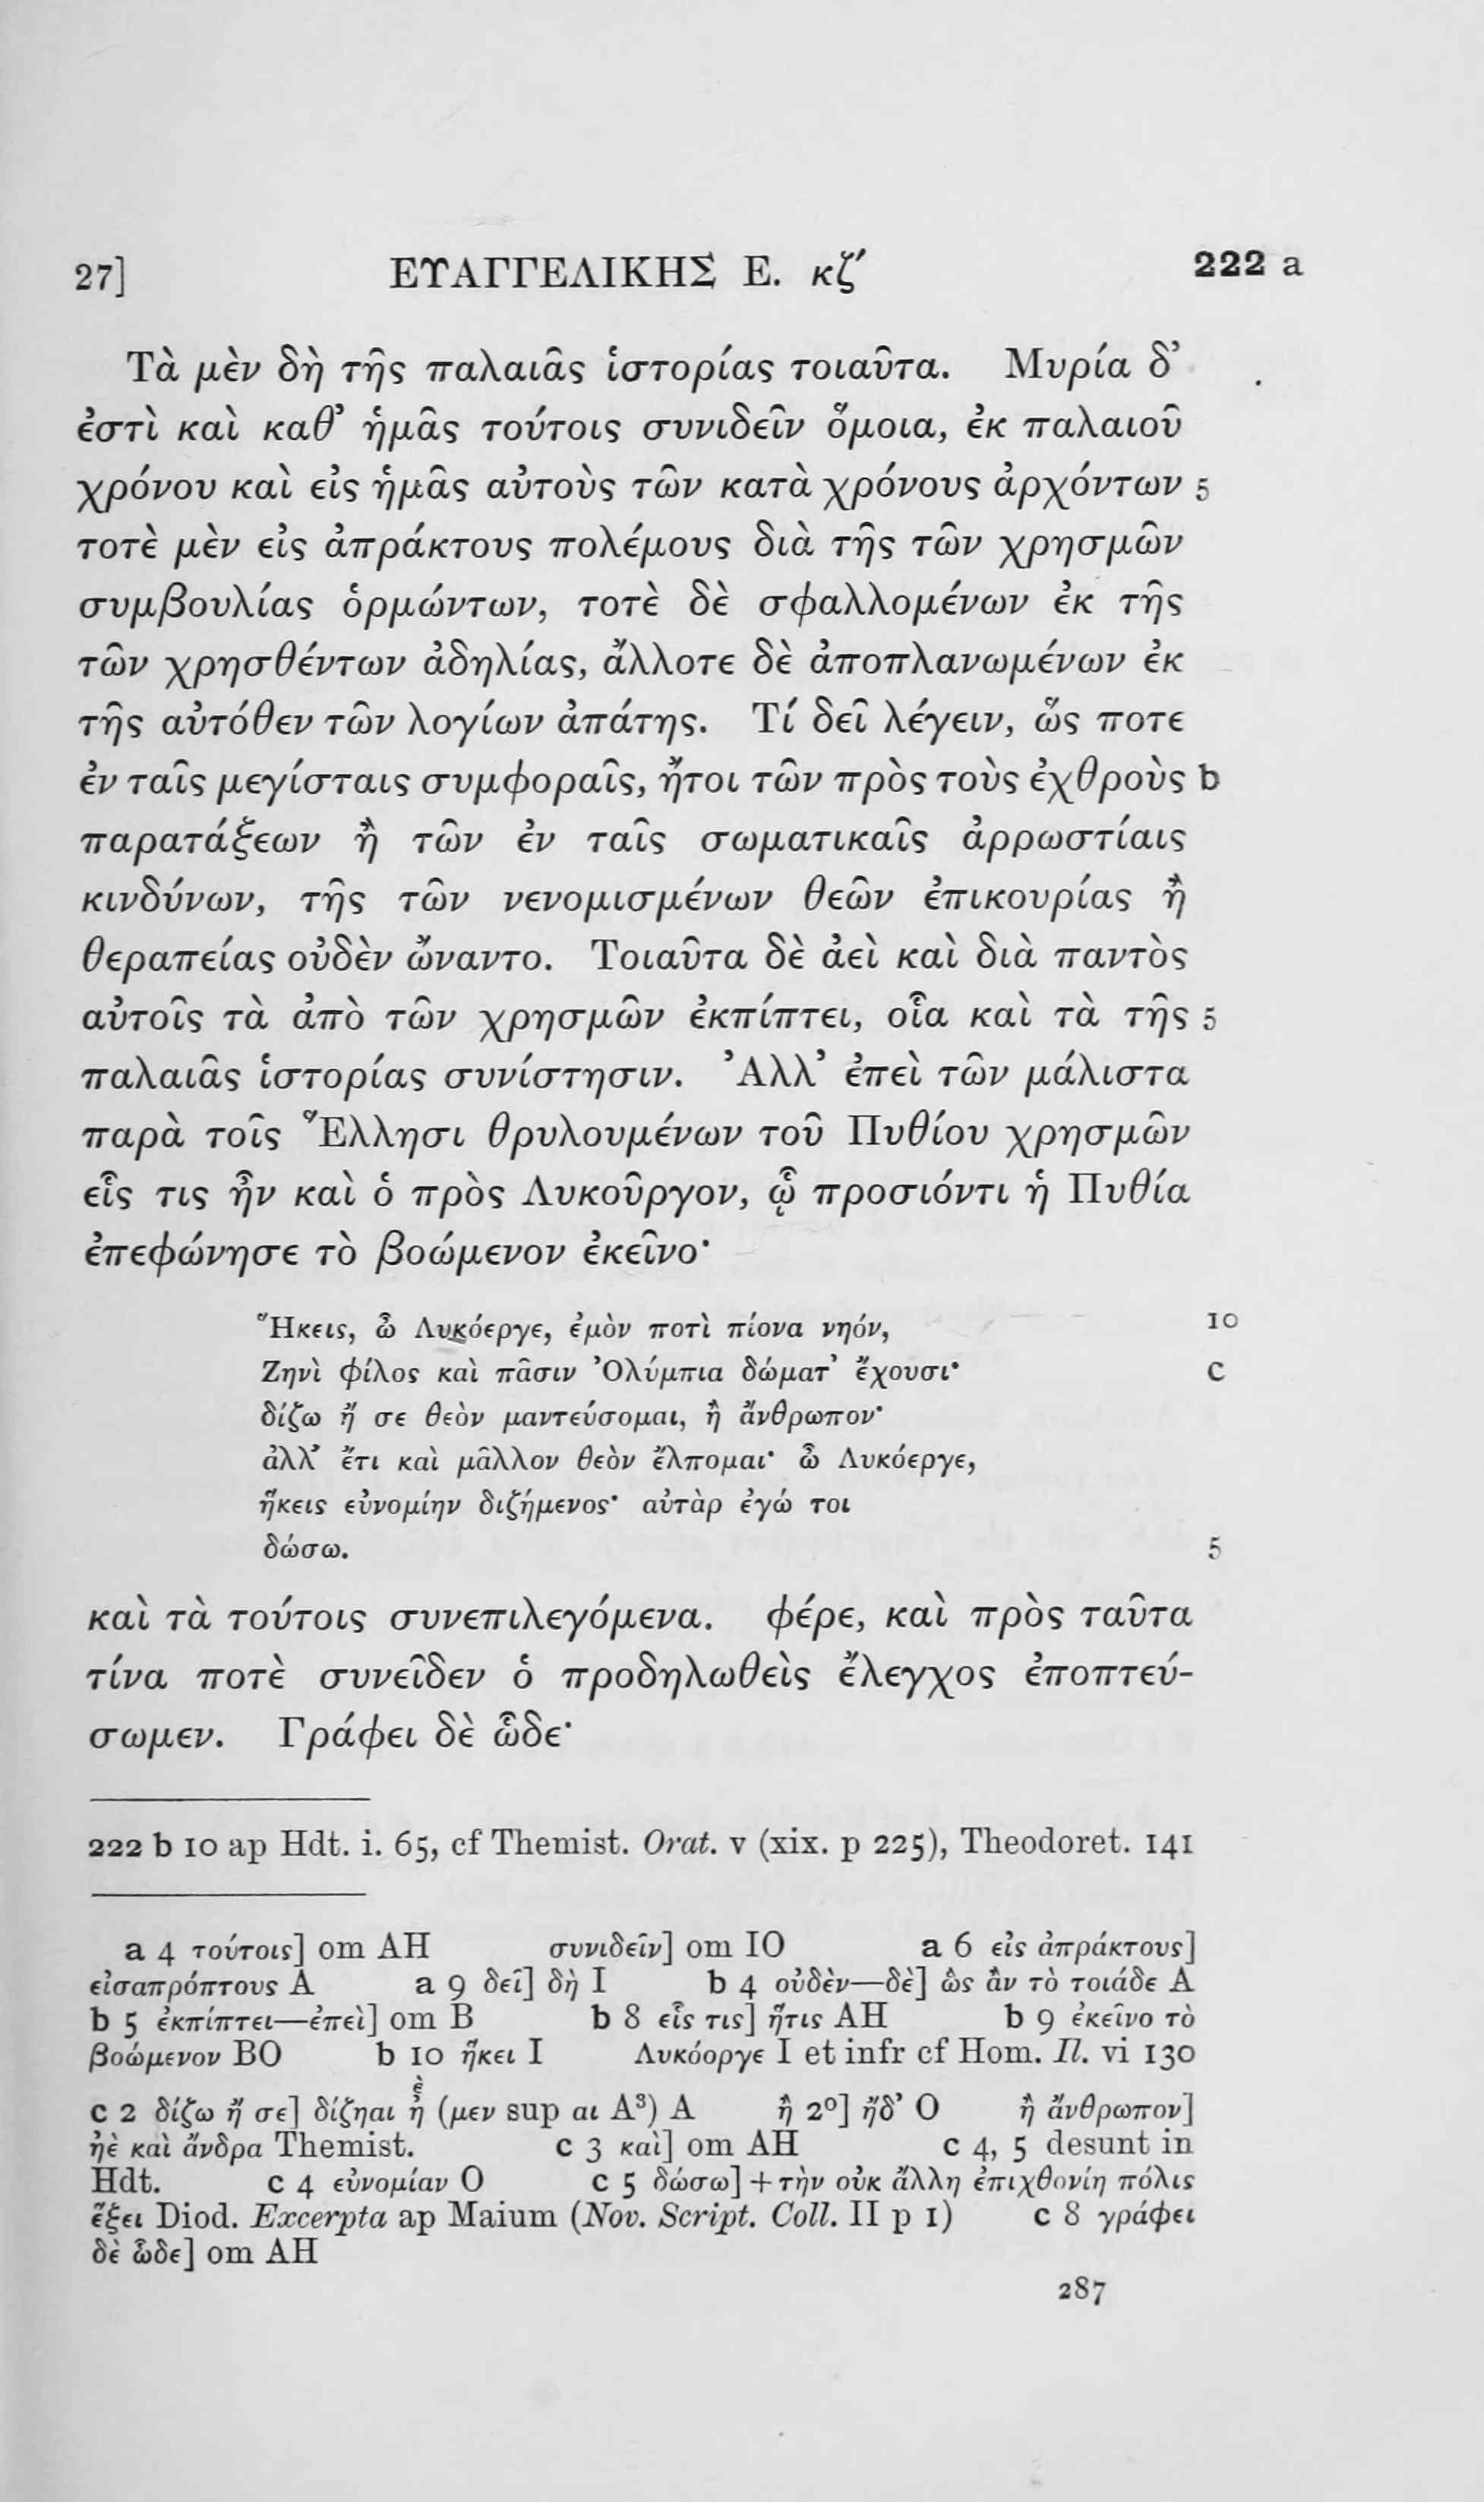 27] ΕΥΑΓΓΕΛΙΚΗΣ Ε. κζʹ 222 a
Τὰ μὲν δὴ τῆς παλαιᾶς ἱστορίας τοιαῦτα. Μυρία δ’
ἐστὶ καὶ καθ’ ἡμᾶς τούτοις συνιδεῖν ὅμοια, ἐκ παλαιοῦ
χρόνου καὶ εἰς ἡμᾶς αὐτοὺς τῶν κατὰ χρόνους ἀρχόντων 5
τοτὲ μὲν εἰς ἀπράκτους πολέμους διὰ τῆς τῶν χρησμῶν
συμβουλίας ὁρμώντων, τοτὲ δὲ σφαλλομένων ἐκ τῆς
τῶν χρησθέντων ἀδηλίας, ἄλλοτε δὲ ἀποπλανωμένων ἐκ
τῆς αὐτόθεν τῶν λογίων ἀπάτης. Τί δεῖ λέγειν, ὥς ποτε
ἐν ταῖς μεγίσταις συμφοραῖς, ἤτοι τῶν πρὸς τοὺς ἐχθροὺς b
παρατάξεων ἢ τῶν ἐν ταῖς σωματικαῖς ἀρρωστίαις
κινδύνων, τῆς τῶν νενομισμένων θεῶν ἐπικουρίας ἢ
θεραπείας οὐδὲν ὤναντο. Τοιαῦτα δὲ ἀεὶ καὶ διὰ παντὸς
αὐτοῖς τὰ ἀπὸ τῶν χρησμῶν ἐκπίπτει, οἷα καὶ τὰ τῆς 5
παλαιᾶς ἱστορίας συνίστησιν. Ἀλλ’ ἐπεὶ τῶν μάλιστα
παρὰ τοῖς Ἕλλησι θρυλουμένων τοῦ Πυθίου χρησμῶν
εἷς τις ἦν καὶ ὁ πρὸς Λυκοῦργον, ᾧ προσιόντι ἡ Πυθία
ἐπεφώνησε τὸ βοώμενον ἐκεῖνο·
Ἥκεις, ὦ Λυκόεργε, ἐμὸν ποτὶ πίονα νηόν, 10
Ζηνὶ φίλος καὶ πᾶσιν Ὀλύμπια δώματ’ ἔχουσι· c
δίζω ἤ σε θεὸν μαντεύσομαι, ἢ ἄνθρωπον·
ἀλλ’ ἔτι καὶ μᾶλλον θεὸν ἔλπομαι· ὦ Λυκόεργε,
ἥκεις εὐνομίην διζήμενος· αὐτὰρ ἐγώ τοι
δώσω. 5
καὶ τὰ τούτοις συνεπιλεγόμενα. φέρε, καὶ πρὸς ταῦτα
τίνα ποτὲ συνεῖδεν ὁ προδηλωθεὶς ἔλεγχος ἐποπτεύ-
σωμεν. Γράφει δὲ ὧδε·
222 b 10 ap Hdt. i. 65, cf Themist. Orat. v (xix. p 225), Theodoret. 141
a 4 τούτοις] om AH συνιδεῖν] om IO a 6 εἰς ἀπράκτους]
εἰσαπρόπτους A a 9 δεῖ] δὴ I b 4 οὐδὲν—δὲ] ὡς ἂν τὸ τοιάδε A
b 5 ἐκπίπτει—ἐπεὶ] om B b 8 εἷς τις] ἥτις AH b 9 ἐκεῖνο τὸ
βοώμενον BO b 10 ἥκει I Λυκόοργε I et infr cf Hom. Il. vi 130
c 2 δίζω ἤ σε] δίζηαι ἢ̀ε (μεν sup αι A³) A ἢ 2º] ἤδ’ O ἢ ἄνθρωπον]
ἠὲ καὶ ἄνδρα Themist. c 3 καὶ] om AH c 4, 5 desunt in
Hdt. c 4 εὐνομίαν O c 5 δώσω]+τὴν οὐκ ἄλλη ἐπιχθονίη πόλις
ἕξει Diod. Excerpta ap Maium (Nov. Script. Coll. II p 1) c 8 γράφει
δὲ ὧδε] om AH
287